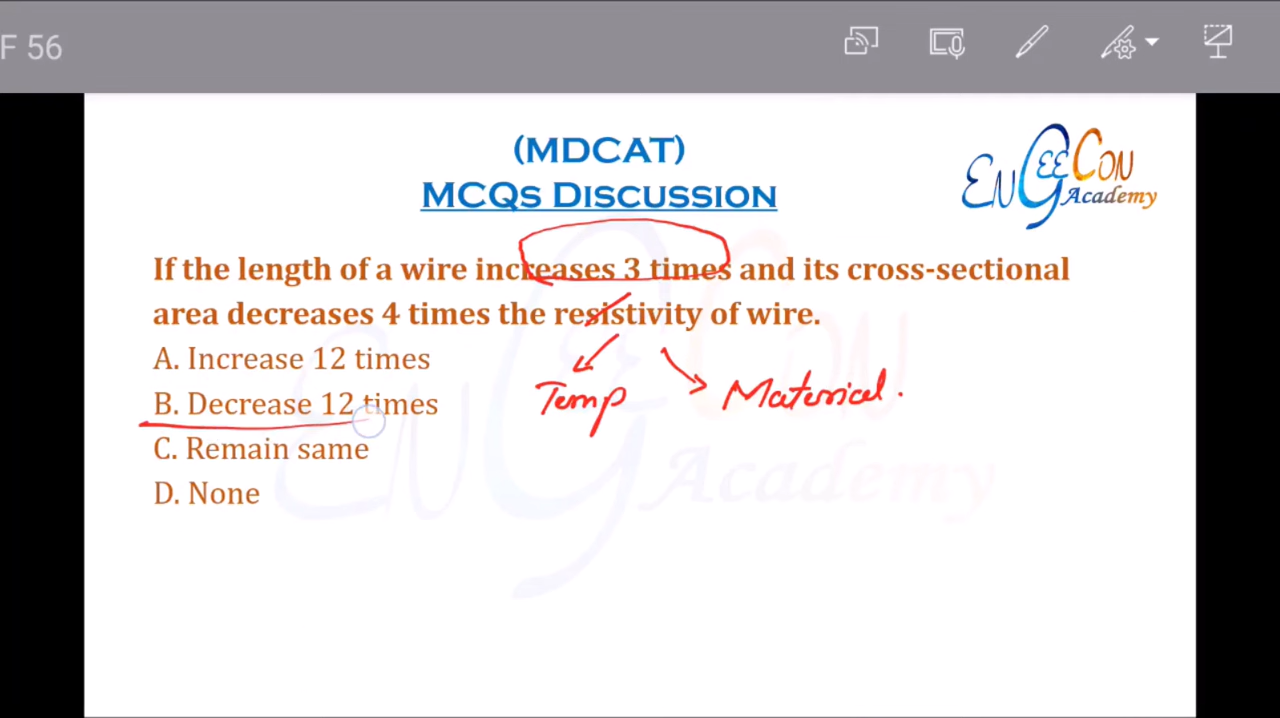 F 56
(MDCAT)
MCQs Discussion
EnGeeCon
Academy
If the length of a wire increases 3 times and its cross-sectional
area decreases 4 times the resistivity of wire.
A. Increase 12 times
B. Decrease 12 times
C. Remain same
D. None
Temp
Material.
Academy